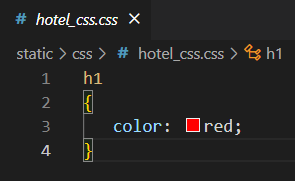 # hotel_css.css ×
static > css > # hotel_css.css > h1
1 h1
2 {
3 color: red;
4 }